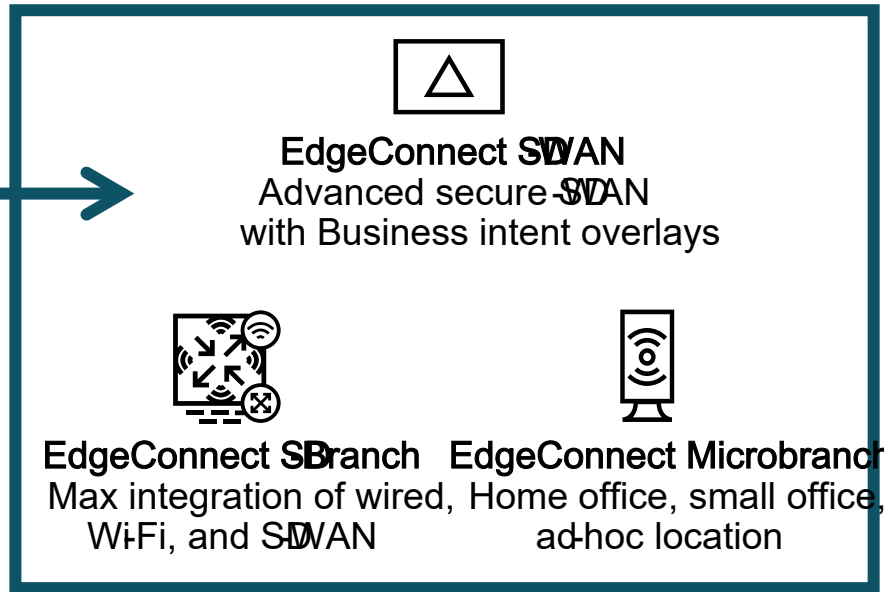 EdgeConnect SD-WAN
Advanced secure SD-WAN
with Business intent overlays
EdgeConnect SD-Branch
Max integration of wired,
Wi-Fi, and SD-WAN
EdgeConnect Microbranch
Home office, small office,
ad-hoc location